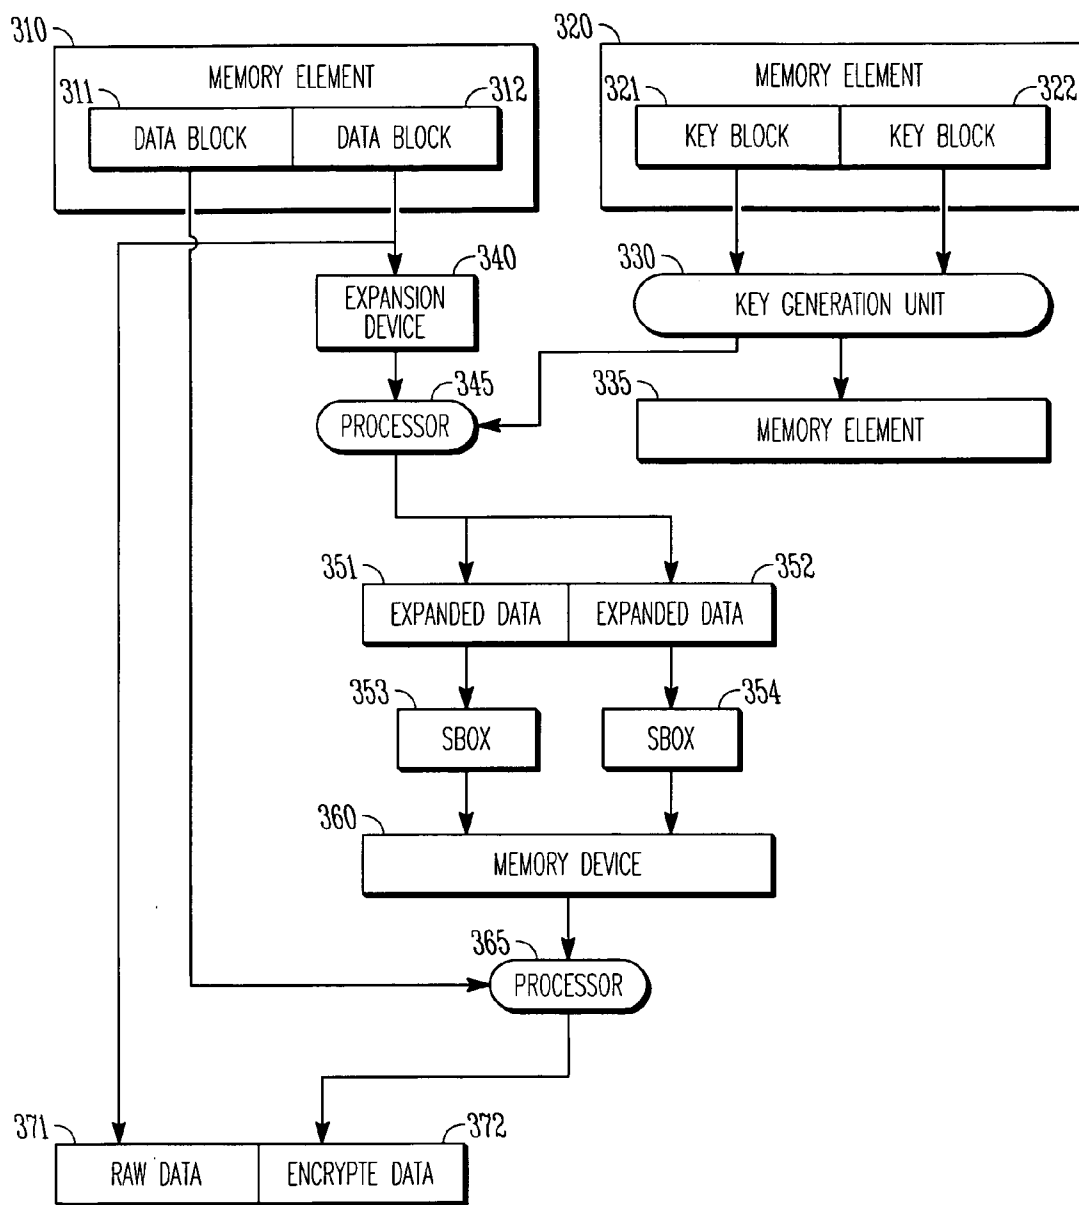 310
320
MEMORY ELEMENT
MEMORY ELEMENT
311
312
321
322
DATA BLOCK
DATA BLOCK
KEY BLOCK
KEY BLOCK
340
330
EXPANSION
DEVICE
KEY GENERATION UNIT
345
335
PROCESSOR
MEMORY ELEMENT
351
352
EXPANDED DATA
EXPANDED DATA
353
354
SBOX
SBOX
360
MEMORY DEVICE
365
PROCESSOR
371
372
RAW DATA
ENCRYPTE DATA